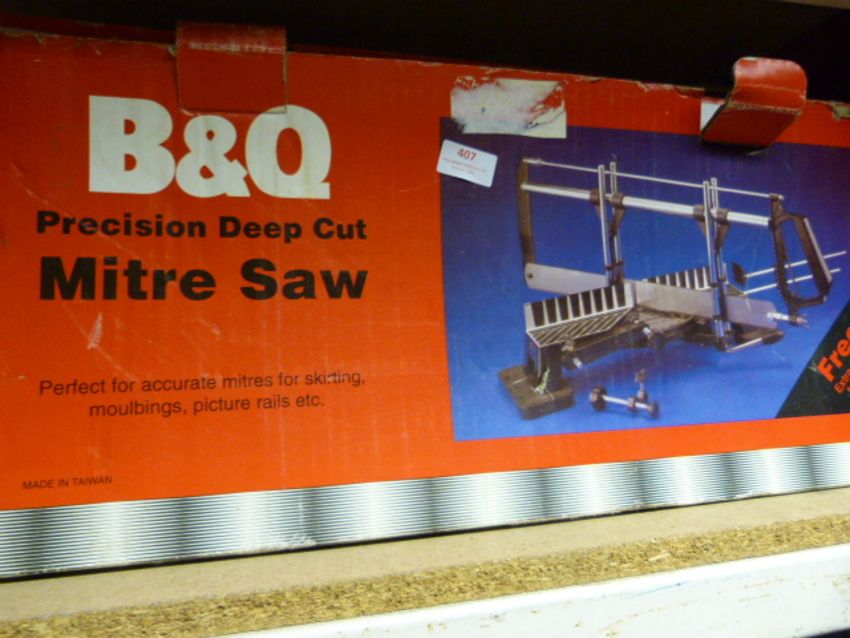 B&Q
Precision Deep Cut
Mitre Saw
Perfect for accurate mitres for skirting,
moulbings, picture rails etc.
MADE IN TAIWAN
407
Free